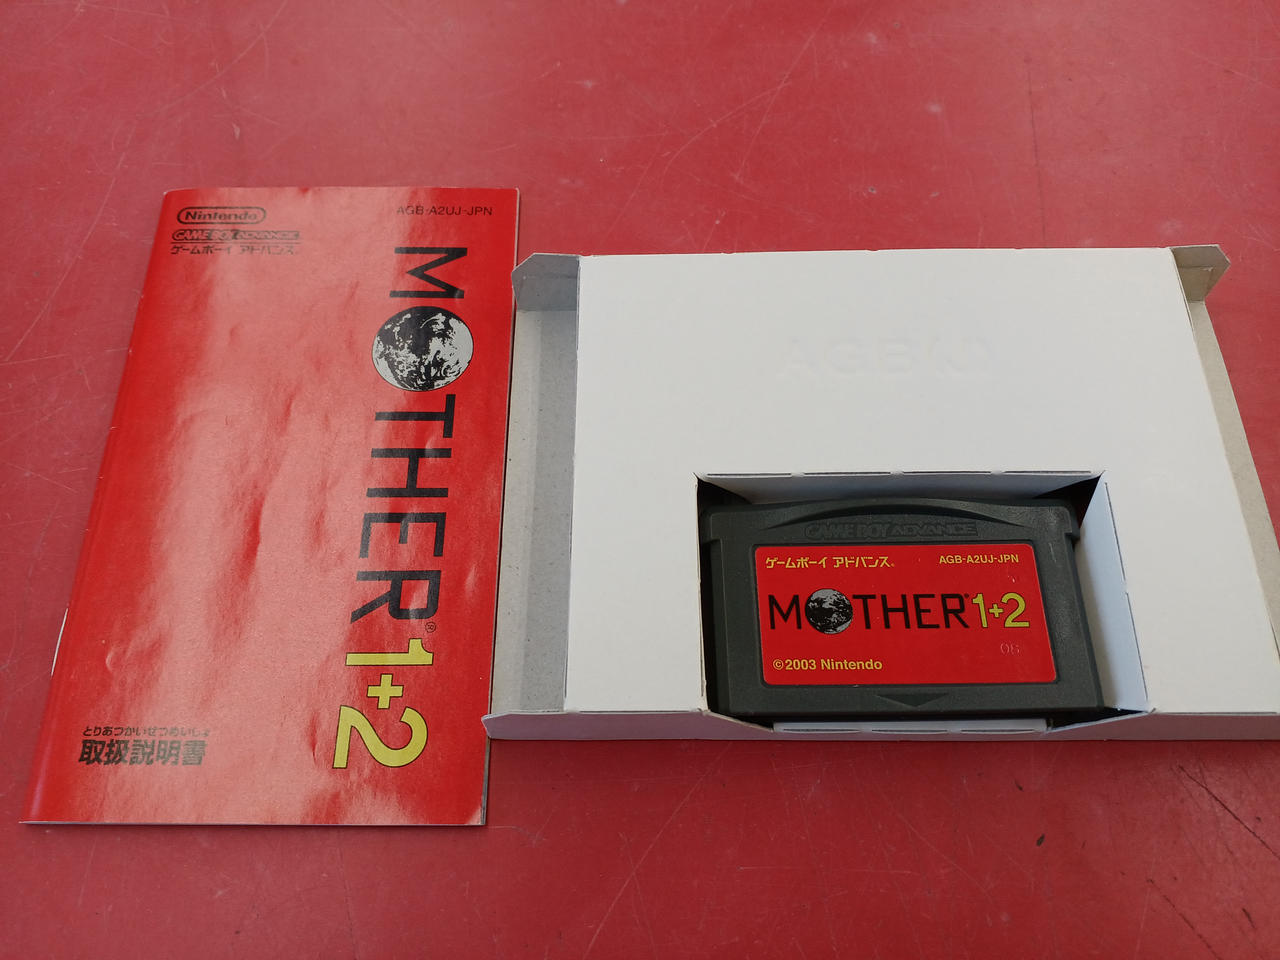 Nintendo
AGB-A2UJ-JPN
GAME BOY ADVANCE
ゲームボーイ アドバンス
MOTHER® 1+2
とりあつかいせつめいしょ
取扱説明書
GAME BOY ADVANCE
ゲームボーイ アドバンス®
AGB-A2UJ-JPN
MOTHER® 1+2
08
©2003 Nintendo